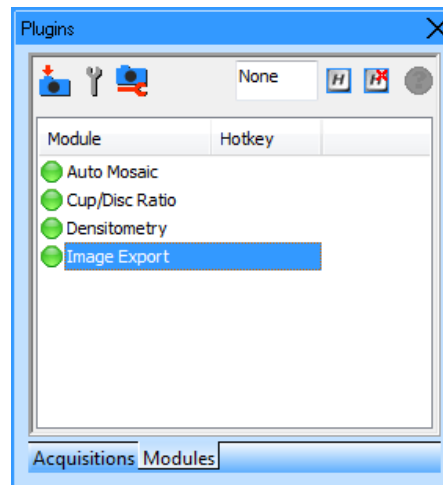 Plugins
None
H H
Module Hotkey
Auto Mosaic
Cup/Disc Ratio
Densitometry
Image Export
Acquisitions Modules